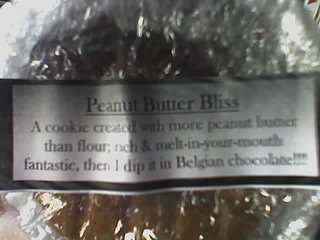 Peanut Butter Bliss
A cookie created with more peanut butter
than flour; rich & melt-in-your-mouth
fantastic, then I dip it in Belgian chocolate!!!!